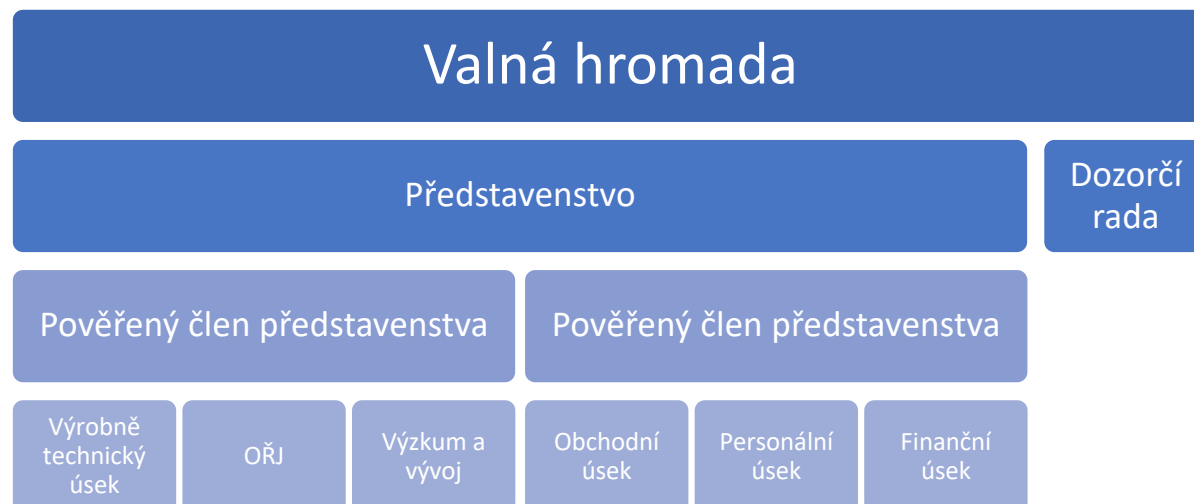 Valná hromada
Představenstvo
Dozorčí
rada
Pověřený člen představenstva
Pověřený člen představenstva
Výrobně
technický
úsek
OŘJ
Výzkum a
vývoj
Obchodní
úsek
Personální
úsek
Finanční
úsek